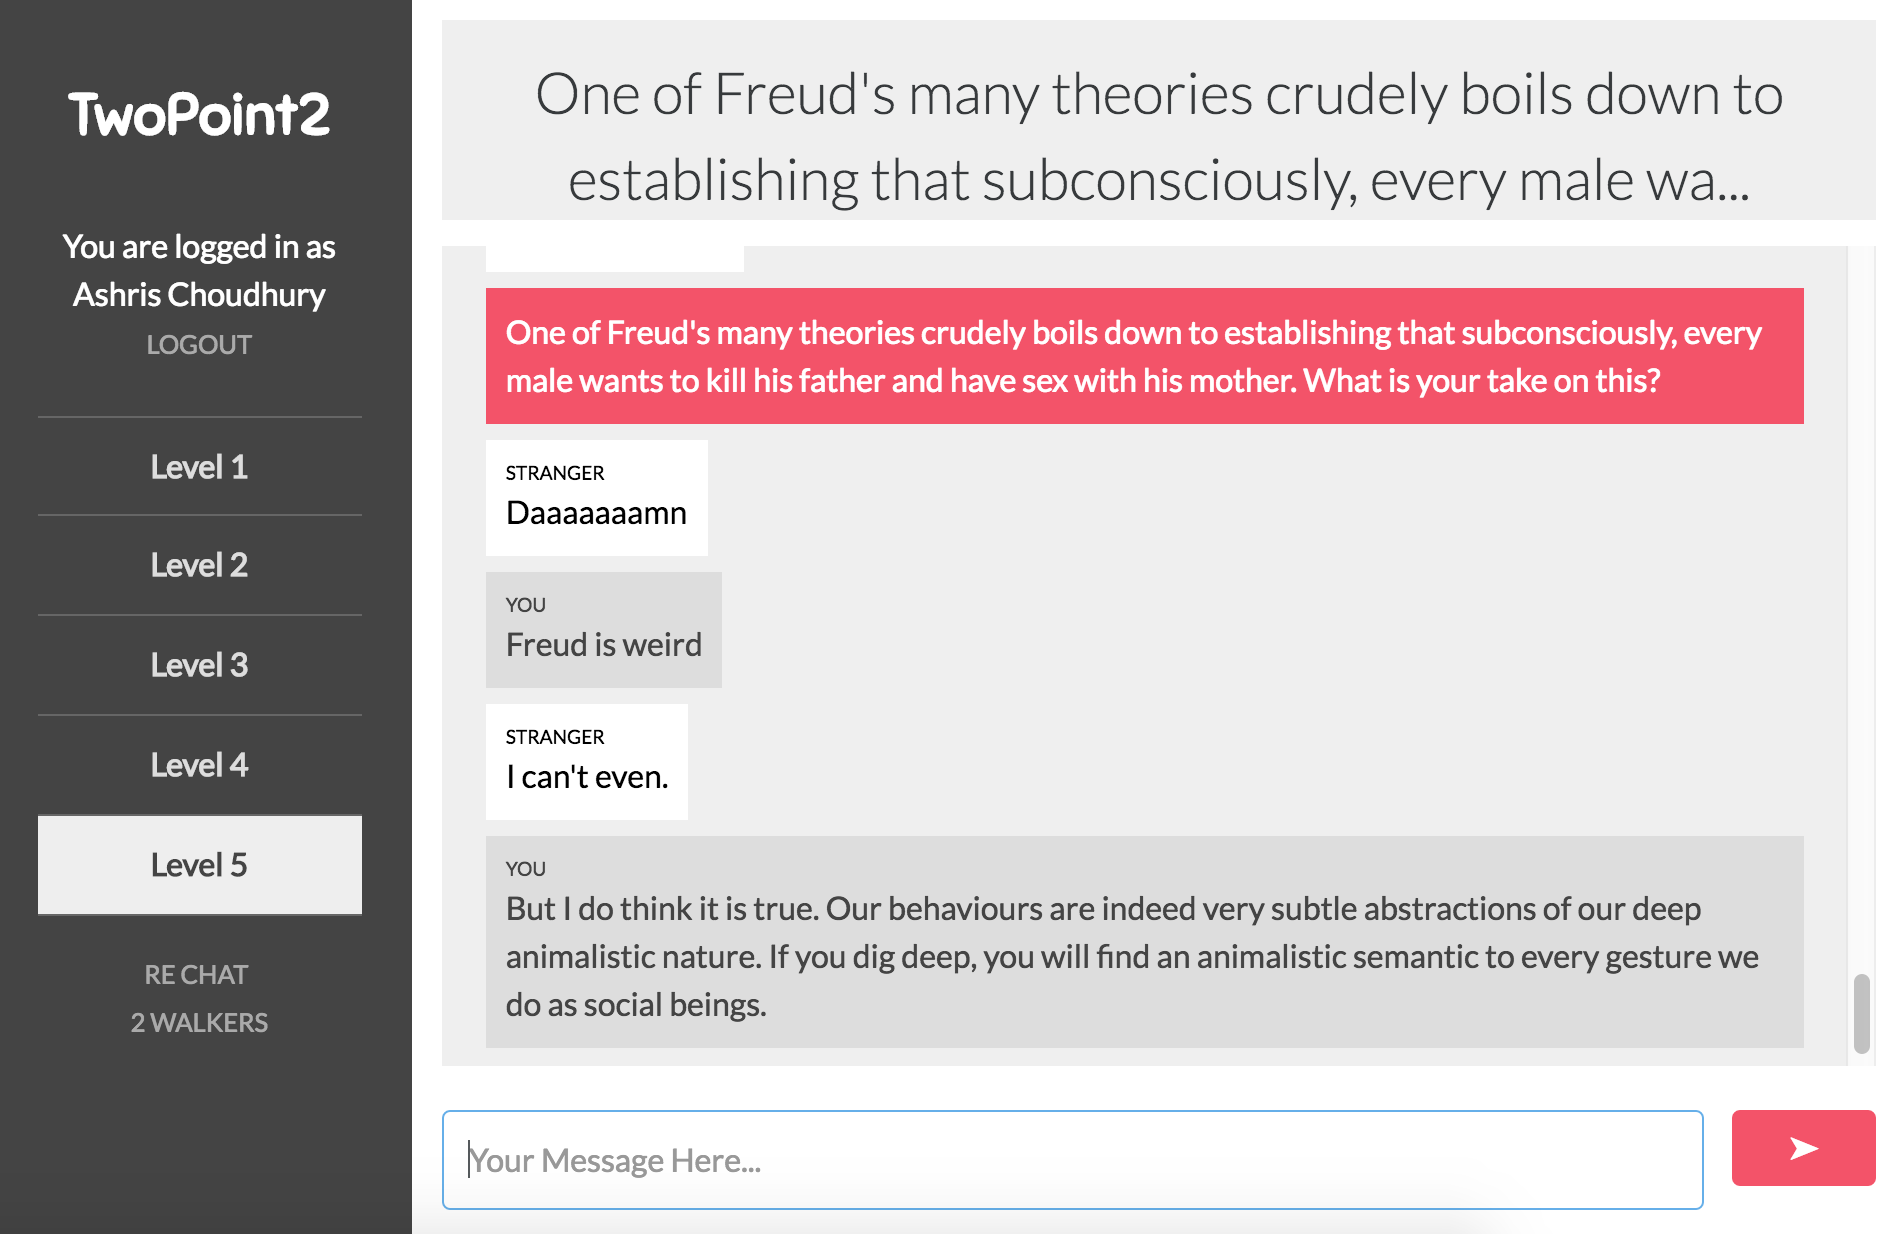 TwoPoint2
You are logged in as
Ashris Choudhury
LOGOUT
Level 1
Level 2
Level 3
Level 4
Level 5
RE CHAT
2 WALKERS
One of Freud's many theories crudely boils down to
establishing that subconsciously, every male wa...
One of Freud's many theories crudely boils down to establishing that subconsciously, every
male wants to kill his father and have sex with his mother. What is your take on this?
STRANGER
Daaaaaaamn
YOU
Freud is weird
STRANGER
I can't even.
YOU
But I do think it is true. Our behaviours are indeed very subtle abstractions of our deep
animalistic nature. If you dig deep, you will find an animalistic semantic to every gesture we
do as social beings.
Your Message Here...